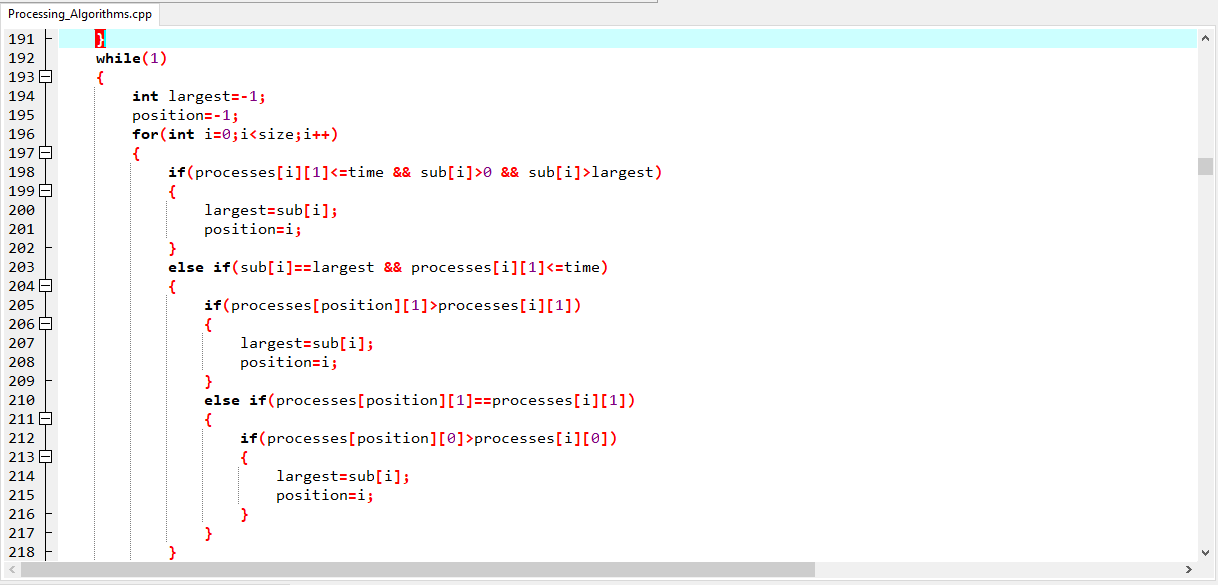 Processing_Algorithms.cpp
191 }
192 while(1)
193 {
194 int largest=-1;
195 position=-1;
196 for(int i=0;i<size;i++)
197 {
198 if(processes[i][1]<=time && sub[i]>0 && sub[i]>largest)
199 {
200 largest=sub[i];
201 position=i;
202 }
203 else if(sub[i]==largest && processes[i][1]<=time)
204 {
205 if(processes[position][1]>processes[i][1])
206 {
207 largest=sub[i];
208 position=i;
209 }
210 else if(processes[position][1]==processes[i][1])
211 {
212 if(processes[position][0]>processes[i][0])
213 {
214 largest=sub[i];
215 position=i;
216 }
217 }
218 }